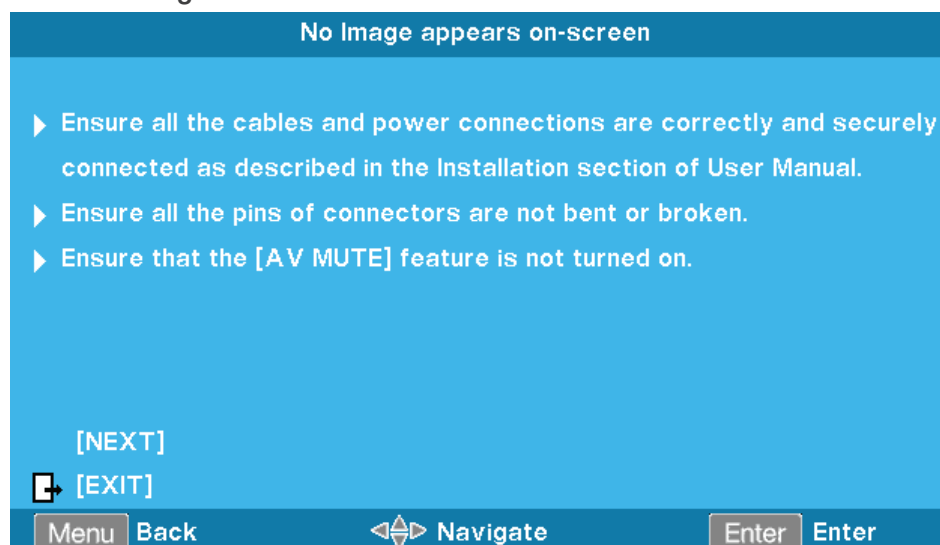 No Image appears on-screen
Ensure all the cables and power connections are correctly and securely
connected as described in the Installation section of User Manual.
Ensure all the pins of connectors are not bent or broken.
Ensure that the [AV MUTE] feature is not turned on.
[NEXT]
[EXIT]
Menu Back Navigate Enter Enter